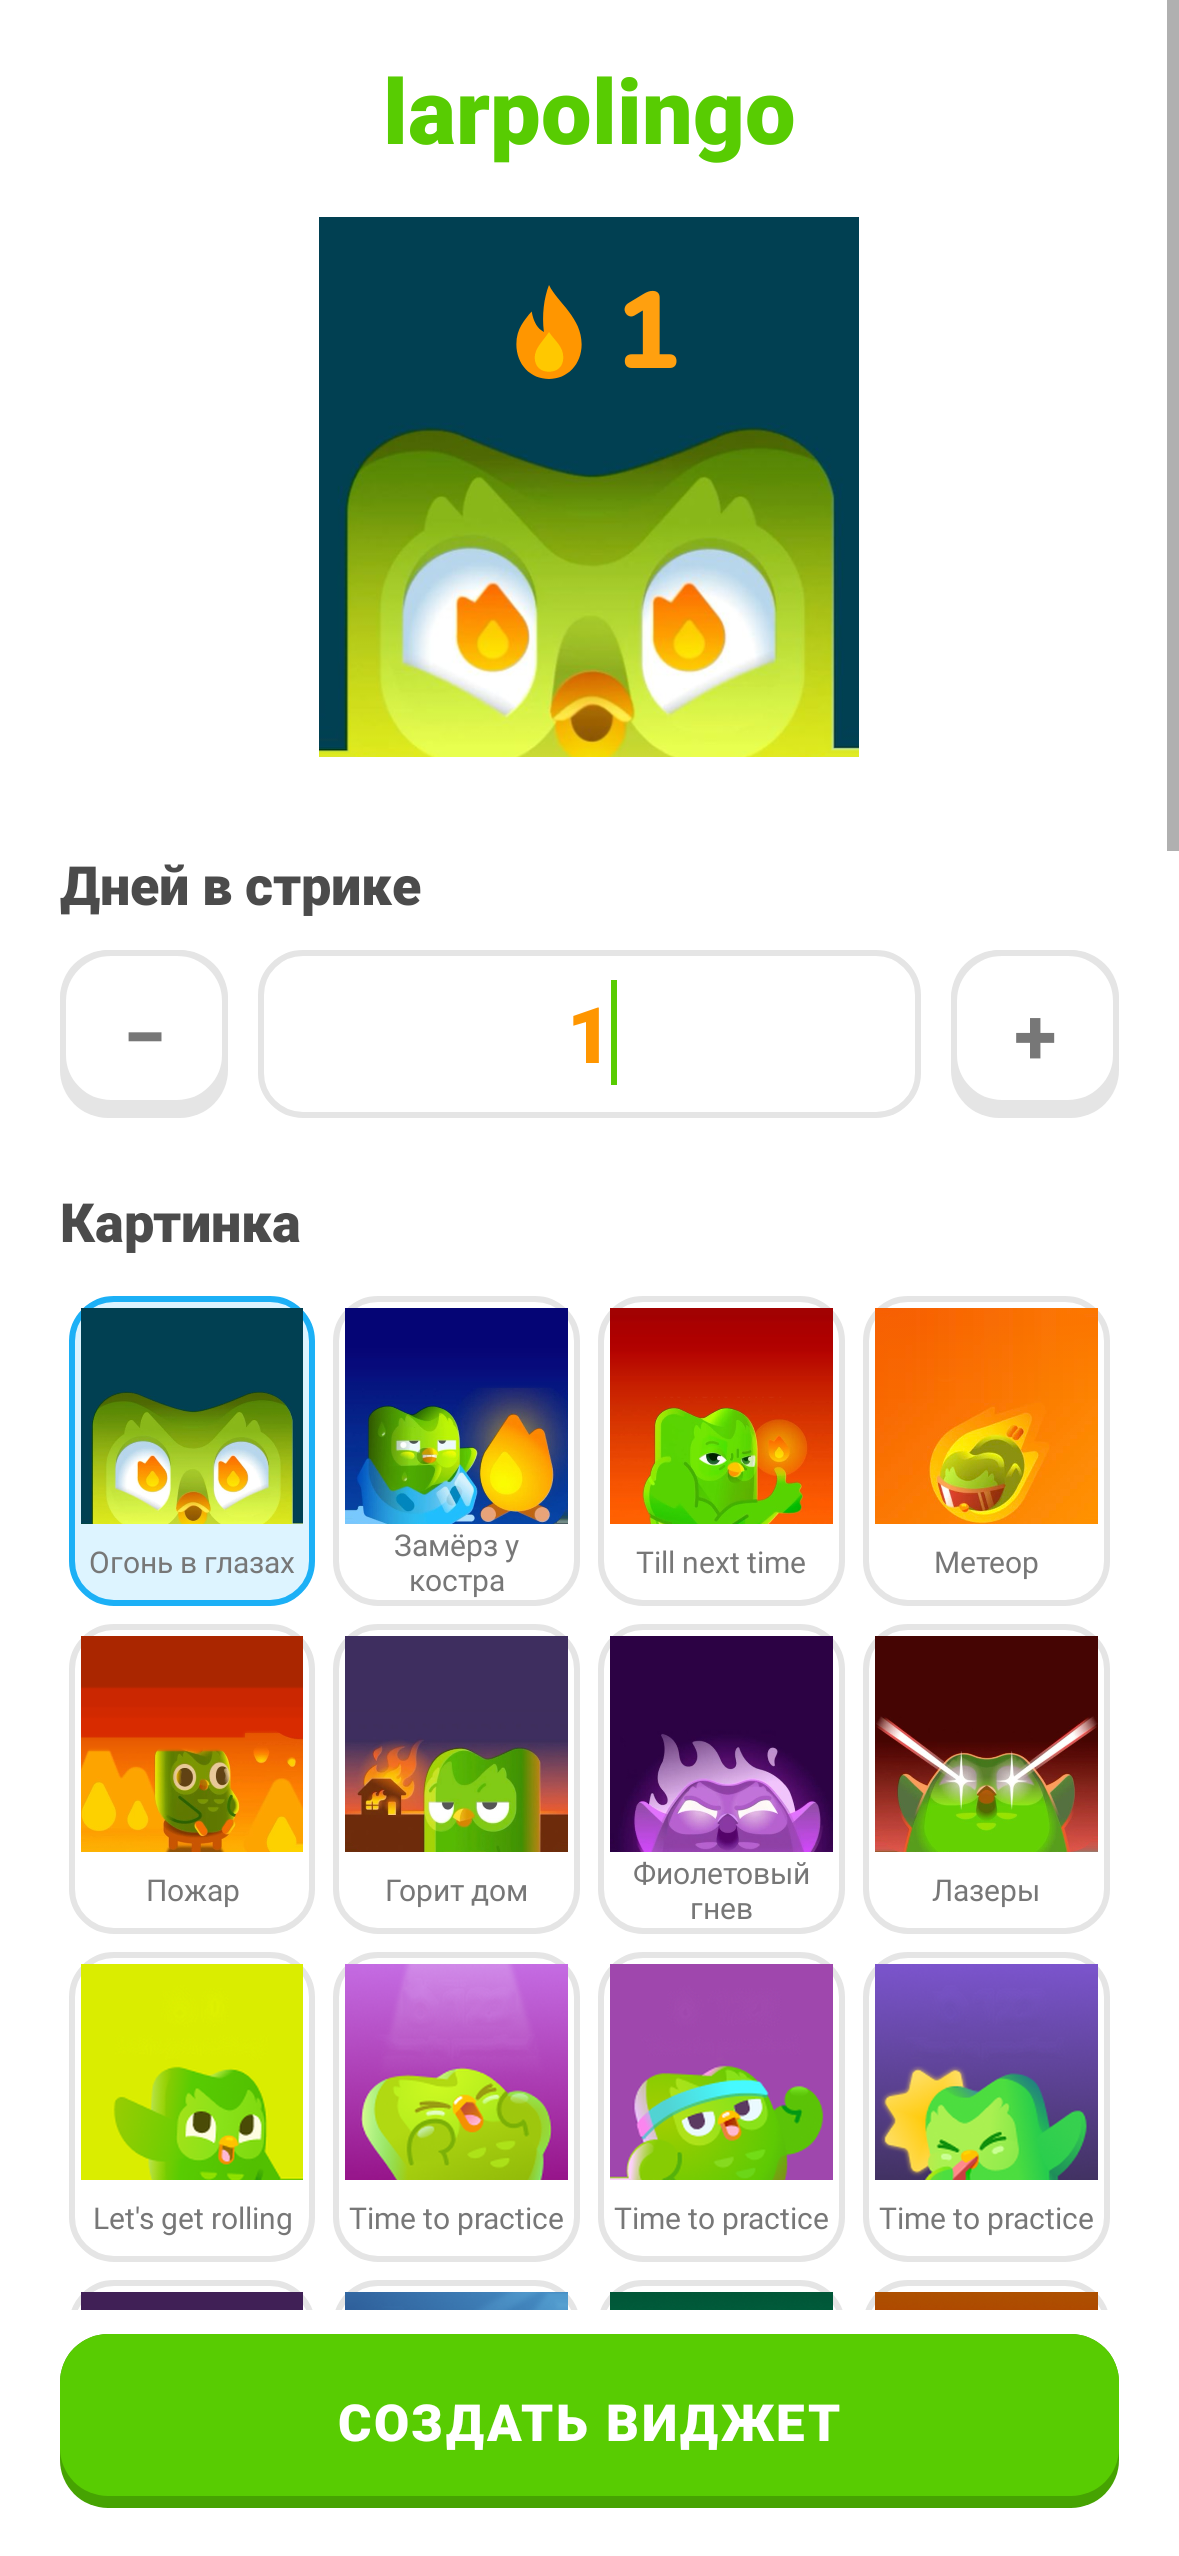 larpolingo
1
Дней в стрике
− 1 +
Картинка
Огонь в глазах
Замёрз у
костра
Till next time
Метеор
Пожар
Горит дом
Фиолетовый
гнев
Лазеры
Let's get rolling
Time to practice
Time to practice
Time to practice
СОЗДАТЬ ВИДЖЕТ